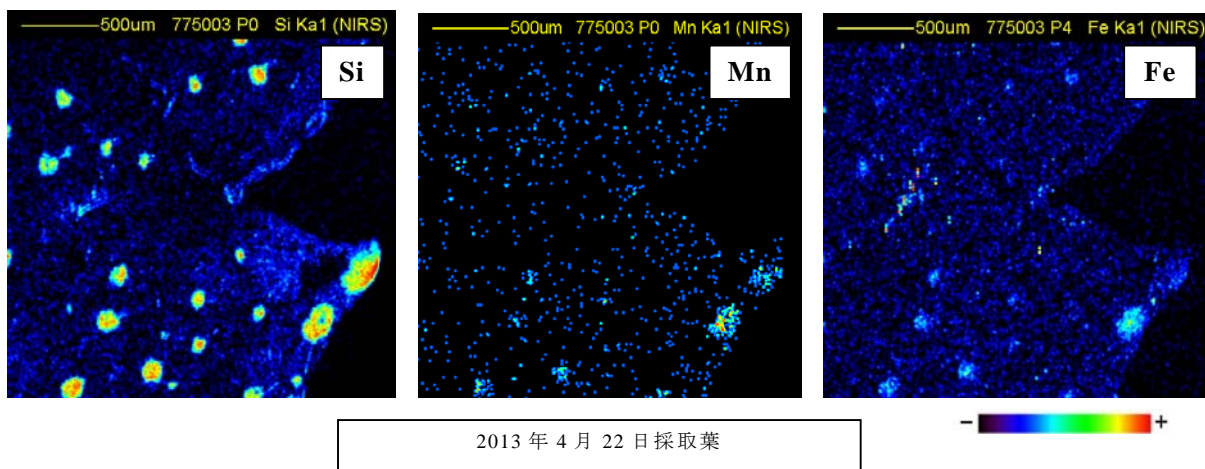 500um 775003 P0 Si Ka1 (NIRS)
Si
500um 775003 P0 Mn Ka1 (NIRS)
Mn
500um 775003 P4 Fe Ka1 (NIRS)
Fe
− +
2013 年 4 月 22 日採取葉